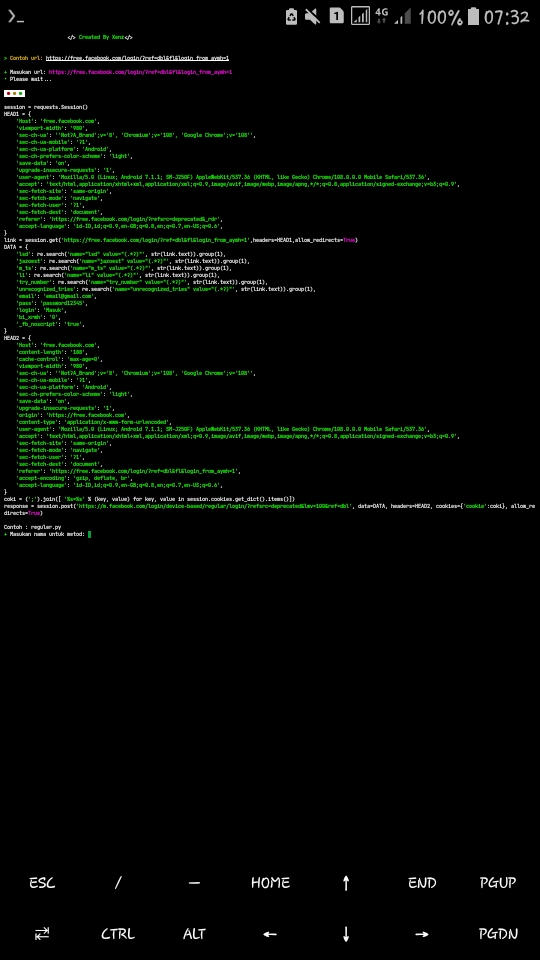 >_ 1 4G 100% 07:32
</> Created By Xenz</>
> Contoh url: https://free.facebook.com/login/?ref=dbl&fl&login_from_aymh=1
+ Masukan url: https://free.facebook.com/login/?ref=dbl&fl&login_from_aymh=1
* Please wait...
session = requests.Session()
HEAD1 = {
'Host': 'free.facebook.com',
'viewport-width': '980',
'sec-ch-ua': ''Not?A_Brand';v='8', 'Chromium';v='108', 'Google Chrome';v='108'',
'sec-ch-ua-mobile': '?1',
'sec-ch-ua-platform': 'Android',
'sec-ch-prefers-color-scheme': 'light',
'save-data': 'on',
'upgrade-insecure-requests': '1',
'user-agent': 'Mozilla/5.0 (Linux; Android 7.1.1; SM-J250F) AppleWebKit/537.36 (KHTML, like Gecko) Chrome/108.0.0.0 Mobile Safari/537.36',
'accept': 'text/html,application/xhtml+xml,application/xml;q=0.9,image/avif,image/webp,image/apng,*/*;q=0.8,application/signed-exchange;v=b3;q=0.9',
'sec-fetch-site': 'same-origin',
'sec-fetch-mode': 'navigate',
'sec-fetch-user': '?1',
'sec-fetch-dest': 'document',
'referer': 'https://free.facebook.com/login/?refsrc=deprecated&_rdr',
'accept-language': 'id-ID,id;q=0.9,en-GB;q=0.8,en;q=0.7,en-US;q=0.6',
}
link = session.get('https://free.facebook.com/login/?ref=dbl&fl&login_from_aymh=1',headers=HEAD1,allow_redirects=True)
DATA = {
'lsd': re.search('name="lsd" value="(.*?)"', str(link.text)).group(1),
'jazoest': re.search('name="jazoest" value="(.*?)"', str(link.text)).group(1),
'm_ts': re.search('name="m_ts" value="(.*?)"', str(link.text)).group(1),
'li': re.search('name="li" value="(.*?)"', str(link.text)).group(1),
'try_number': re.search('name="try_number" value="(.*?)"', str(link.text)).group(1),
'unrecognized_tries': re.search('name="unrecognized_tries" value="(.*?)"', str(link.text)).group(1),
'email': 'email@gmail.com',
'pass': 'password12345',
'login': 'Masuk',
'bi_xrwh': '0',
'_fb_noscript': 'true',
}
HEAD2 = {
'Host': 'free.facebook.com',
'content-length': '188',
'cache-control': 'max-age=0',
'viewport-width': '980',
'sec-ch-ua': ''Not?A_Brand';v='8', 'Chromium';v='108', 'Google Chrome';v='108'',
'sec-ch-ua-mobile': '?1',
'sec-ch-ua-platform': 'Android',
'sec-ch-prefers-color-scheme': 'light',
'save-data': 'on',
'upgrade-insecure-requests': '1',
'origin': 'https://free.facebook.com',
'content-type': 'application/x-www-form-urlencoded',
'user-agent': 'Mozilla/5.0 (Linux; Android 7.1.1; SM-J250F) AppleWebKit/537.36 (KHTML, like Gecko) Chrome/108.0.0.0 Mobile Safari/537.36',
'accept': 'text/html,application/xhtml+xml,application/xml;q=0.9,image/avif,image/webp,image/apng,*/*;q=0.8,application/signed-exchange;v=b3;q=0.9',
'sec-fetch-site': 'same-origin',
'sec-fetch-mode': 'navigate',
'sec-fetch-user': '?1',
'sec-fetch-dest': 'document',
'referer': 'https://free.facebook.com/login/?ref=dbl&fl&login_from_aymh=1',
'accept-encoding': 'gzip, deflate, br',
'accept-language': 'id-ID,id;q=0.9,en-GB;q=0.8,en;q=0.7,en-US;q=0.6',
}
coki = (';').join([ '%s=%s' % (key, value) for key, value in session.cookies.get_dict().items()])
response = session.post('https://m.facebook.com/login/device-based/regular/login/?refsrc=deprecated&lwv=100&ref=dbl', data=DATA, headers=HEAD2, cookies={'cookie':coki}, allow_re
directs=True)
Contoh : reguler.py
+ Masukan nama untuk metod:
ESC / — HOME ↑ END PGUP
⇆ CTRL ALT ← ↓ → PGDN